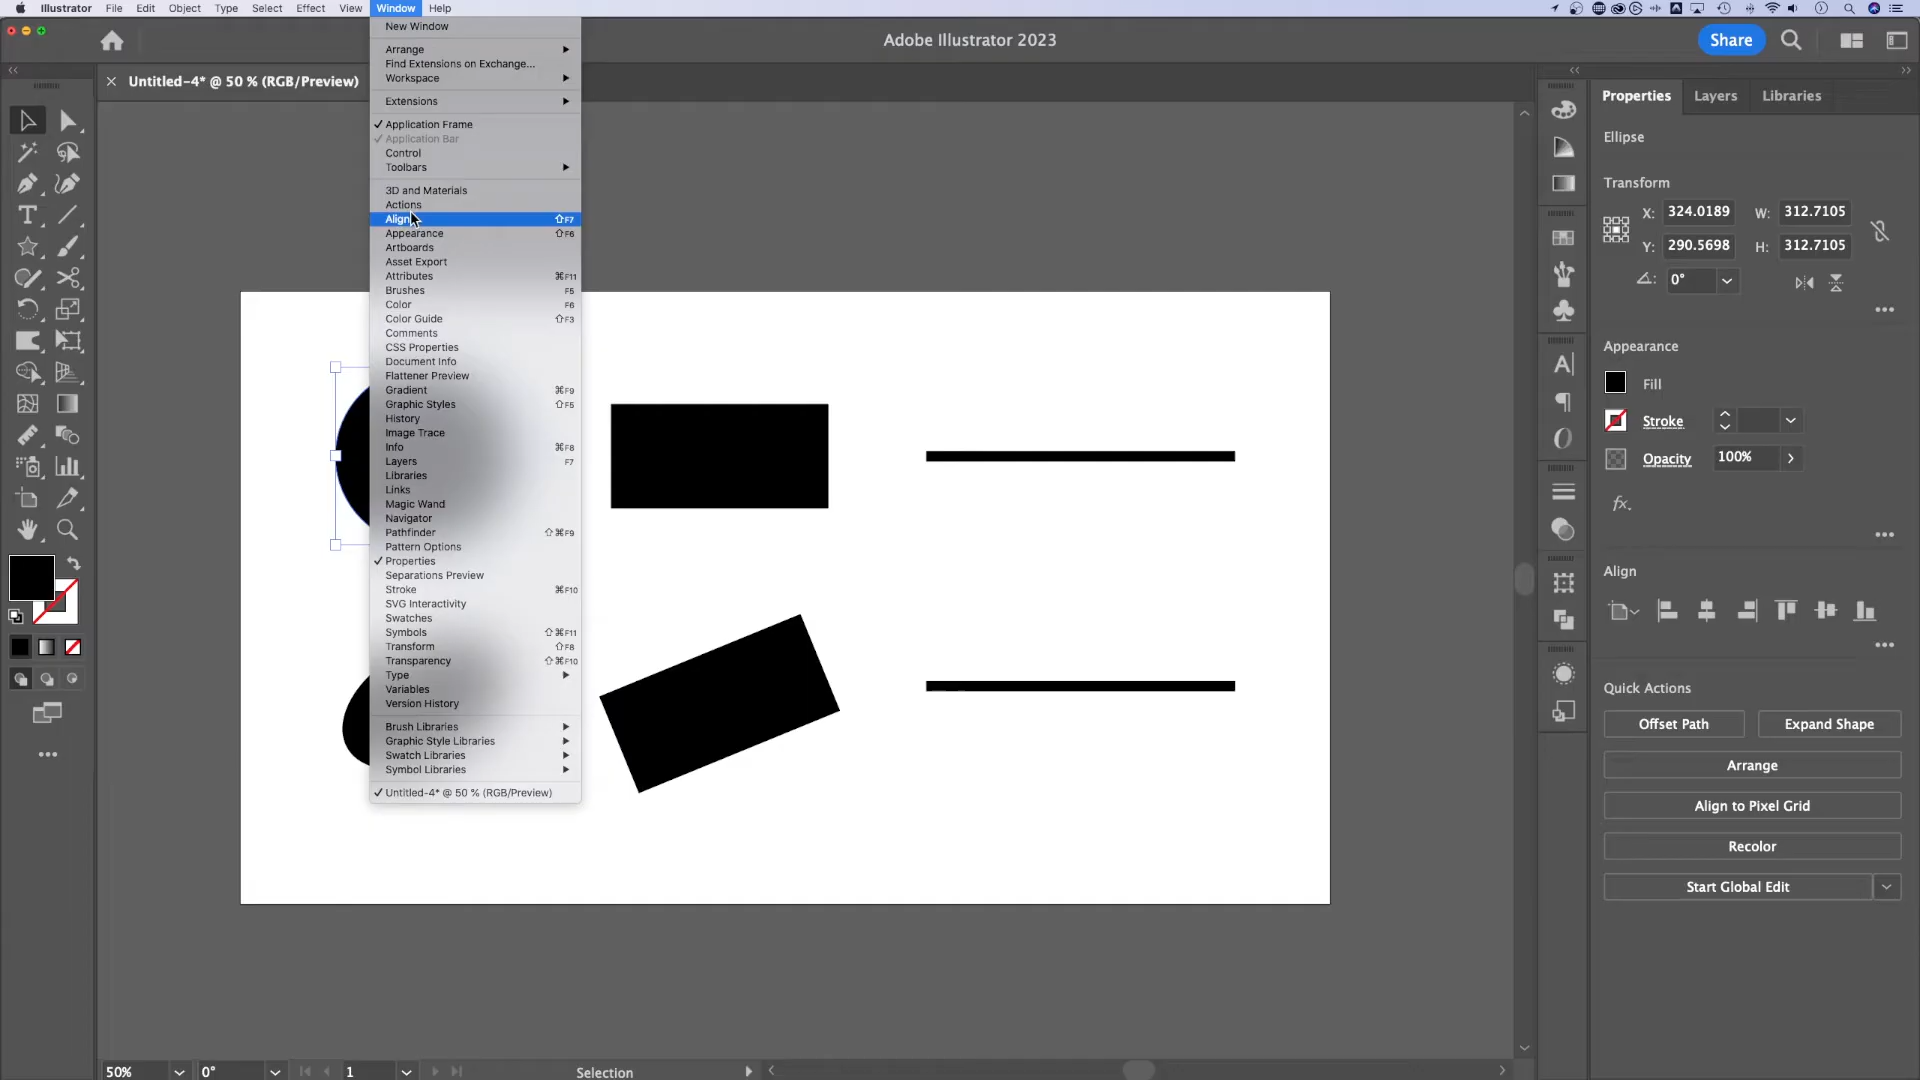 Illustrator File Edit Object Type Select Effect View Window Help
Adobe Illustrator 2023
Share
Untitled-4* @ 50 % (RGB/Preview)
New Window
Arrange
Find Extensions on Exchange...
Workspace
Extensions
Application Frame
Application Bar
Control
Toolbars
3D and Materials
Actions
Align ⇧F7
Appearance ⇧F6
Artboards
Asset Export
Attributes ⌘F11
Brushes F5
Color F6
Color Guide ⇧F3
Comments
CSS Properties
Document Info
Flattener Preview
Gradient ⌘F9
Graphic Styles ⇧F5
History
Image Trace
Info ⌘F8
Layers F7
Libraries
Links
Magic Wand
Navigator
Pathfinder ⇧⌘F9
Pattern Options
Properties
Separations Preview
Stroke ⌘F10
SVG Interactivity
Swatches
Symbols ⇧⌘F11
Transform ⇧F8
Transparency ⇧⌘F10
Type
Variables
Version History
Brush Libraries
Graphic Style Libraries
Swatch Libraries
Symbol Libraries
Untitled-4* @ 50 % (RGB/Preview)
Properties Layers Libraries
Ellipse
Transform
X: 324.0189 W: 312.7105
Y: 290.5698 H: 312.7105
0°
Appearance
Fill
Stroke
Opacity 100%
fx
Align
Quick Actions
Offset Path Expand Shape
Arrange
Align to Pixel Grid
Recolor
Start Global Edit
50% 0° 1 Selection